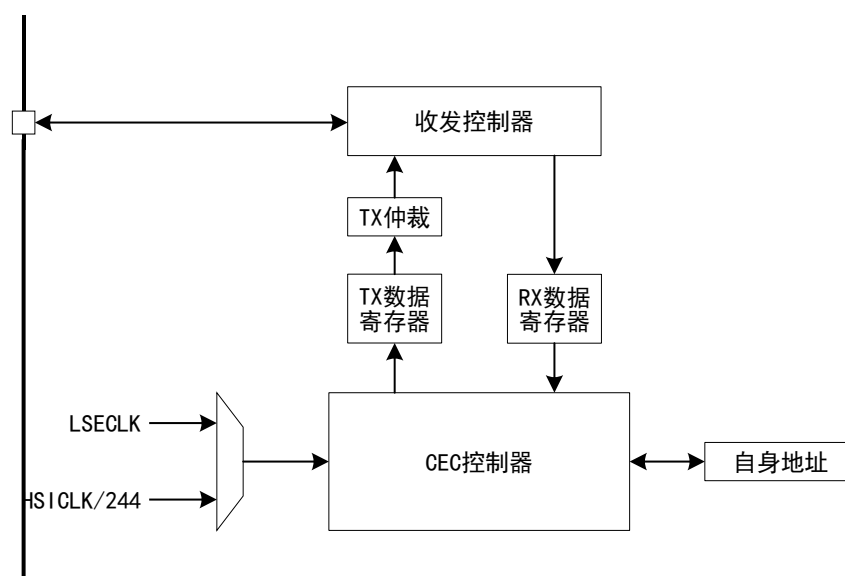 收发控制器
TX仲裁
TX数据
寄存器
RX数据
寄存器
LSECLK
CEC控制器
自身地址
HSICLK/244